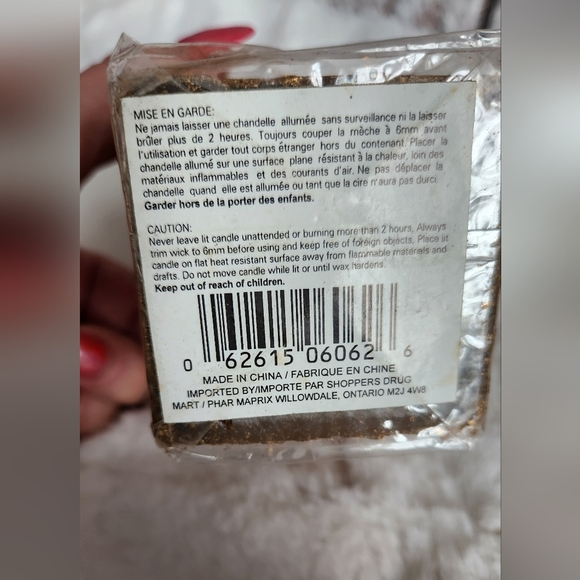 MISE EN GARDE:
Ne jamais laisser une chandelle allumée sans surveillance ni la laisser
brûler plus de 2 heures. Toujours couper la mèche à 6mm avant
l'utilisation et garder tout corps étranger hors du contenant. Placer la
chandelle allumé sur une surface plane résistant à la chaleur, loin des
matériaux inflammables et des courants d'air. Ne pas déplacer la
chandelle quand elle est allumée ou tant que la cire n'aura pas durci.
Garder hors de la porter des enfants.
CAUTION:
Never leave lit candle unattended or burning more than 2 hours, Always
trim wick to 6mm before using and keep free of foreign objects, Place at
candle on flat heat resistant surface away from flammable materials and
drafts. Do not move candle while lit or until wax hardens.
Keep out of reach of children.
0 62615 06062 6
MADE IN CHINA / FABRIQUE EN CHINE
IMPORTED BY/IMPORTE PAR SHOPPERS DRUG
MART / PHAR MAPRIX WILLOWDALE, ONTARIO M2J 4W8